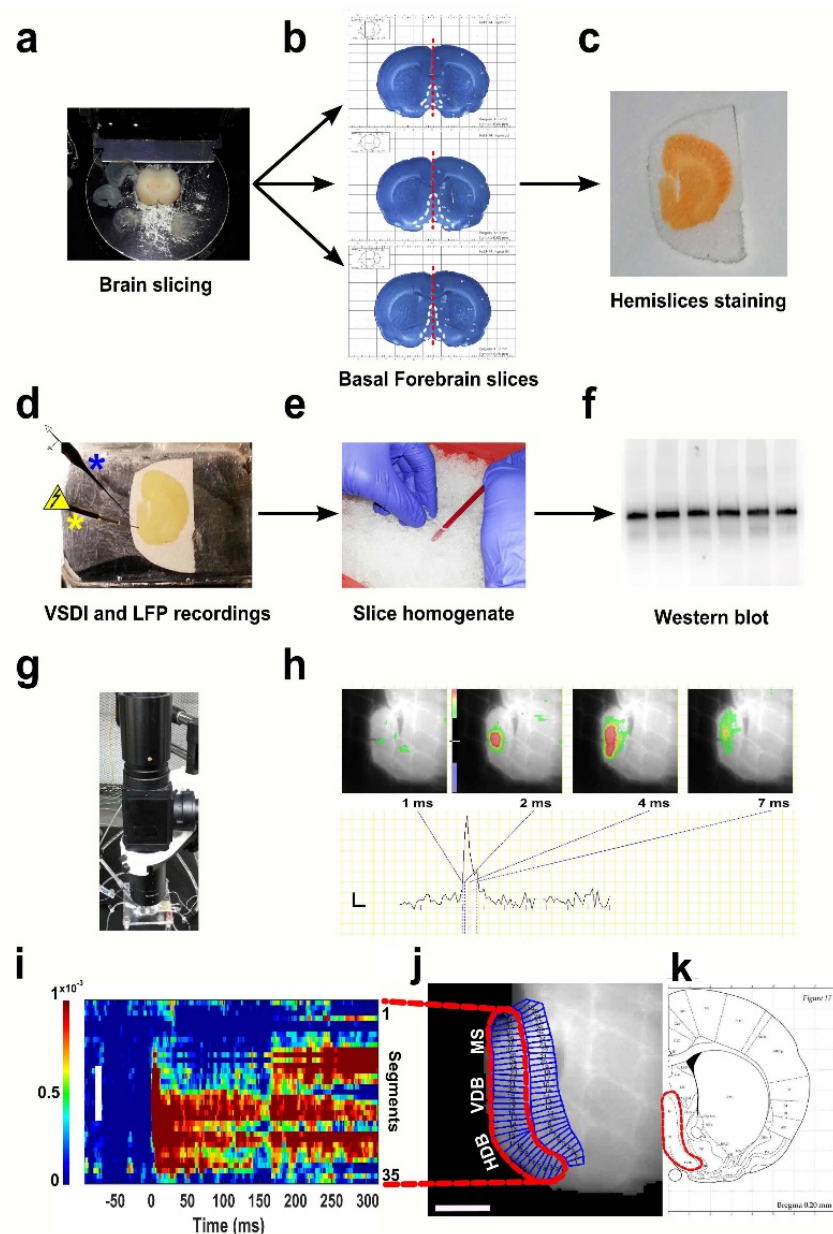 a
b
c
Brain slicing
Basal Forebrain slices
Hemislices staining
d
e
f
VSDI and LFP recordings
Slice homogenate
Western blot
g
h
1 ms
2 ms
4 ms
7 ms
i
j
k
1
×10⁻³
0.5
0
-50
0
50
100
150
200
250
300
Time (ms)
1
Segments
35
MS
VDB
HDB
Figure 17
Bregma 0.20 mm